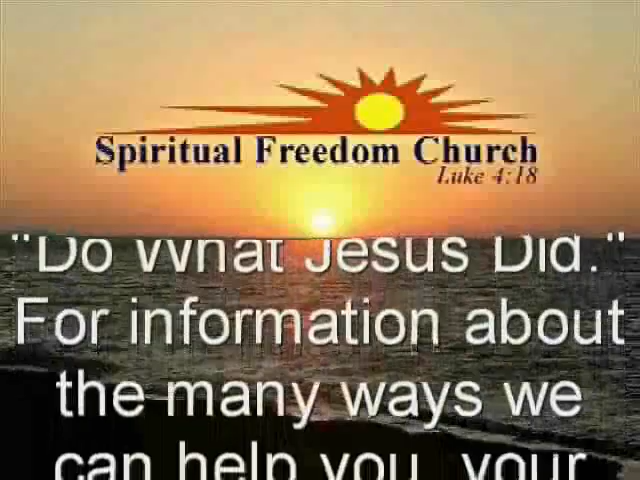 Spiritual Freedom Church
Luke 4:18
"Do What Jesus Did."
For information about
the many ways we
can help you, your